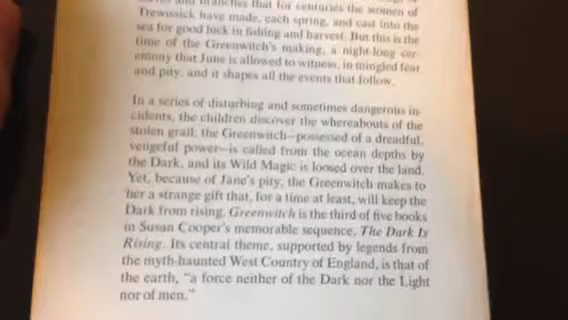 and branches that for centuries the women of
Trewissick have made, each spring, and cast into the
sea for good luck in fishing and harvest. But this is the
time of the Greenwitch's making, a night-long cer-
emony that Jane is allowed to witness, in mingled fear
and pity, and it shapes all the events that follow.
In a series of disturbing and sometimes dangerous in-
cidents, the children discover the whereabouts of the
stolen grail; the Greenwitch—possessed of a dreadful,
vengeful power—is called from the ocean depths by
the Dark, and its Wild Magic is loosed over the land.
Yet, because of Jane's pity, the Greenwitch makes to
her a strange gift that, for a time at least, will keep the
Dark from rising. Greenwitch is the third of five books
in Susan Cooper's memorable sequence, The Dark Is
Rising. Its central theme, supported by legends from
the myth-haunted West Country of England, is that of
the earth, "a force neither of the Dark nor the Light
nor of men."